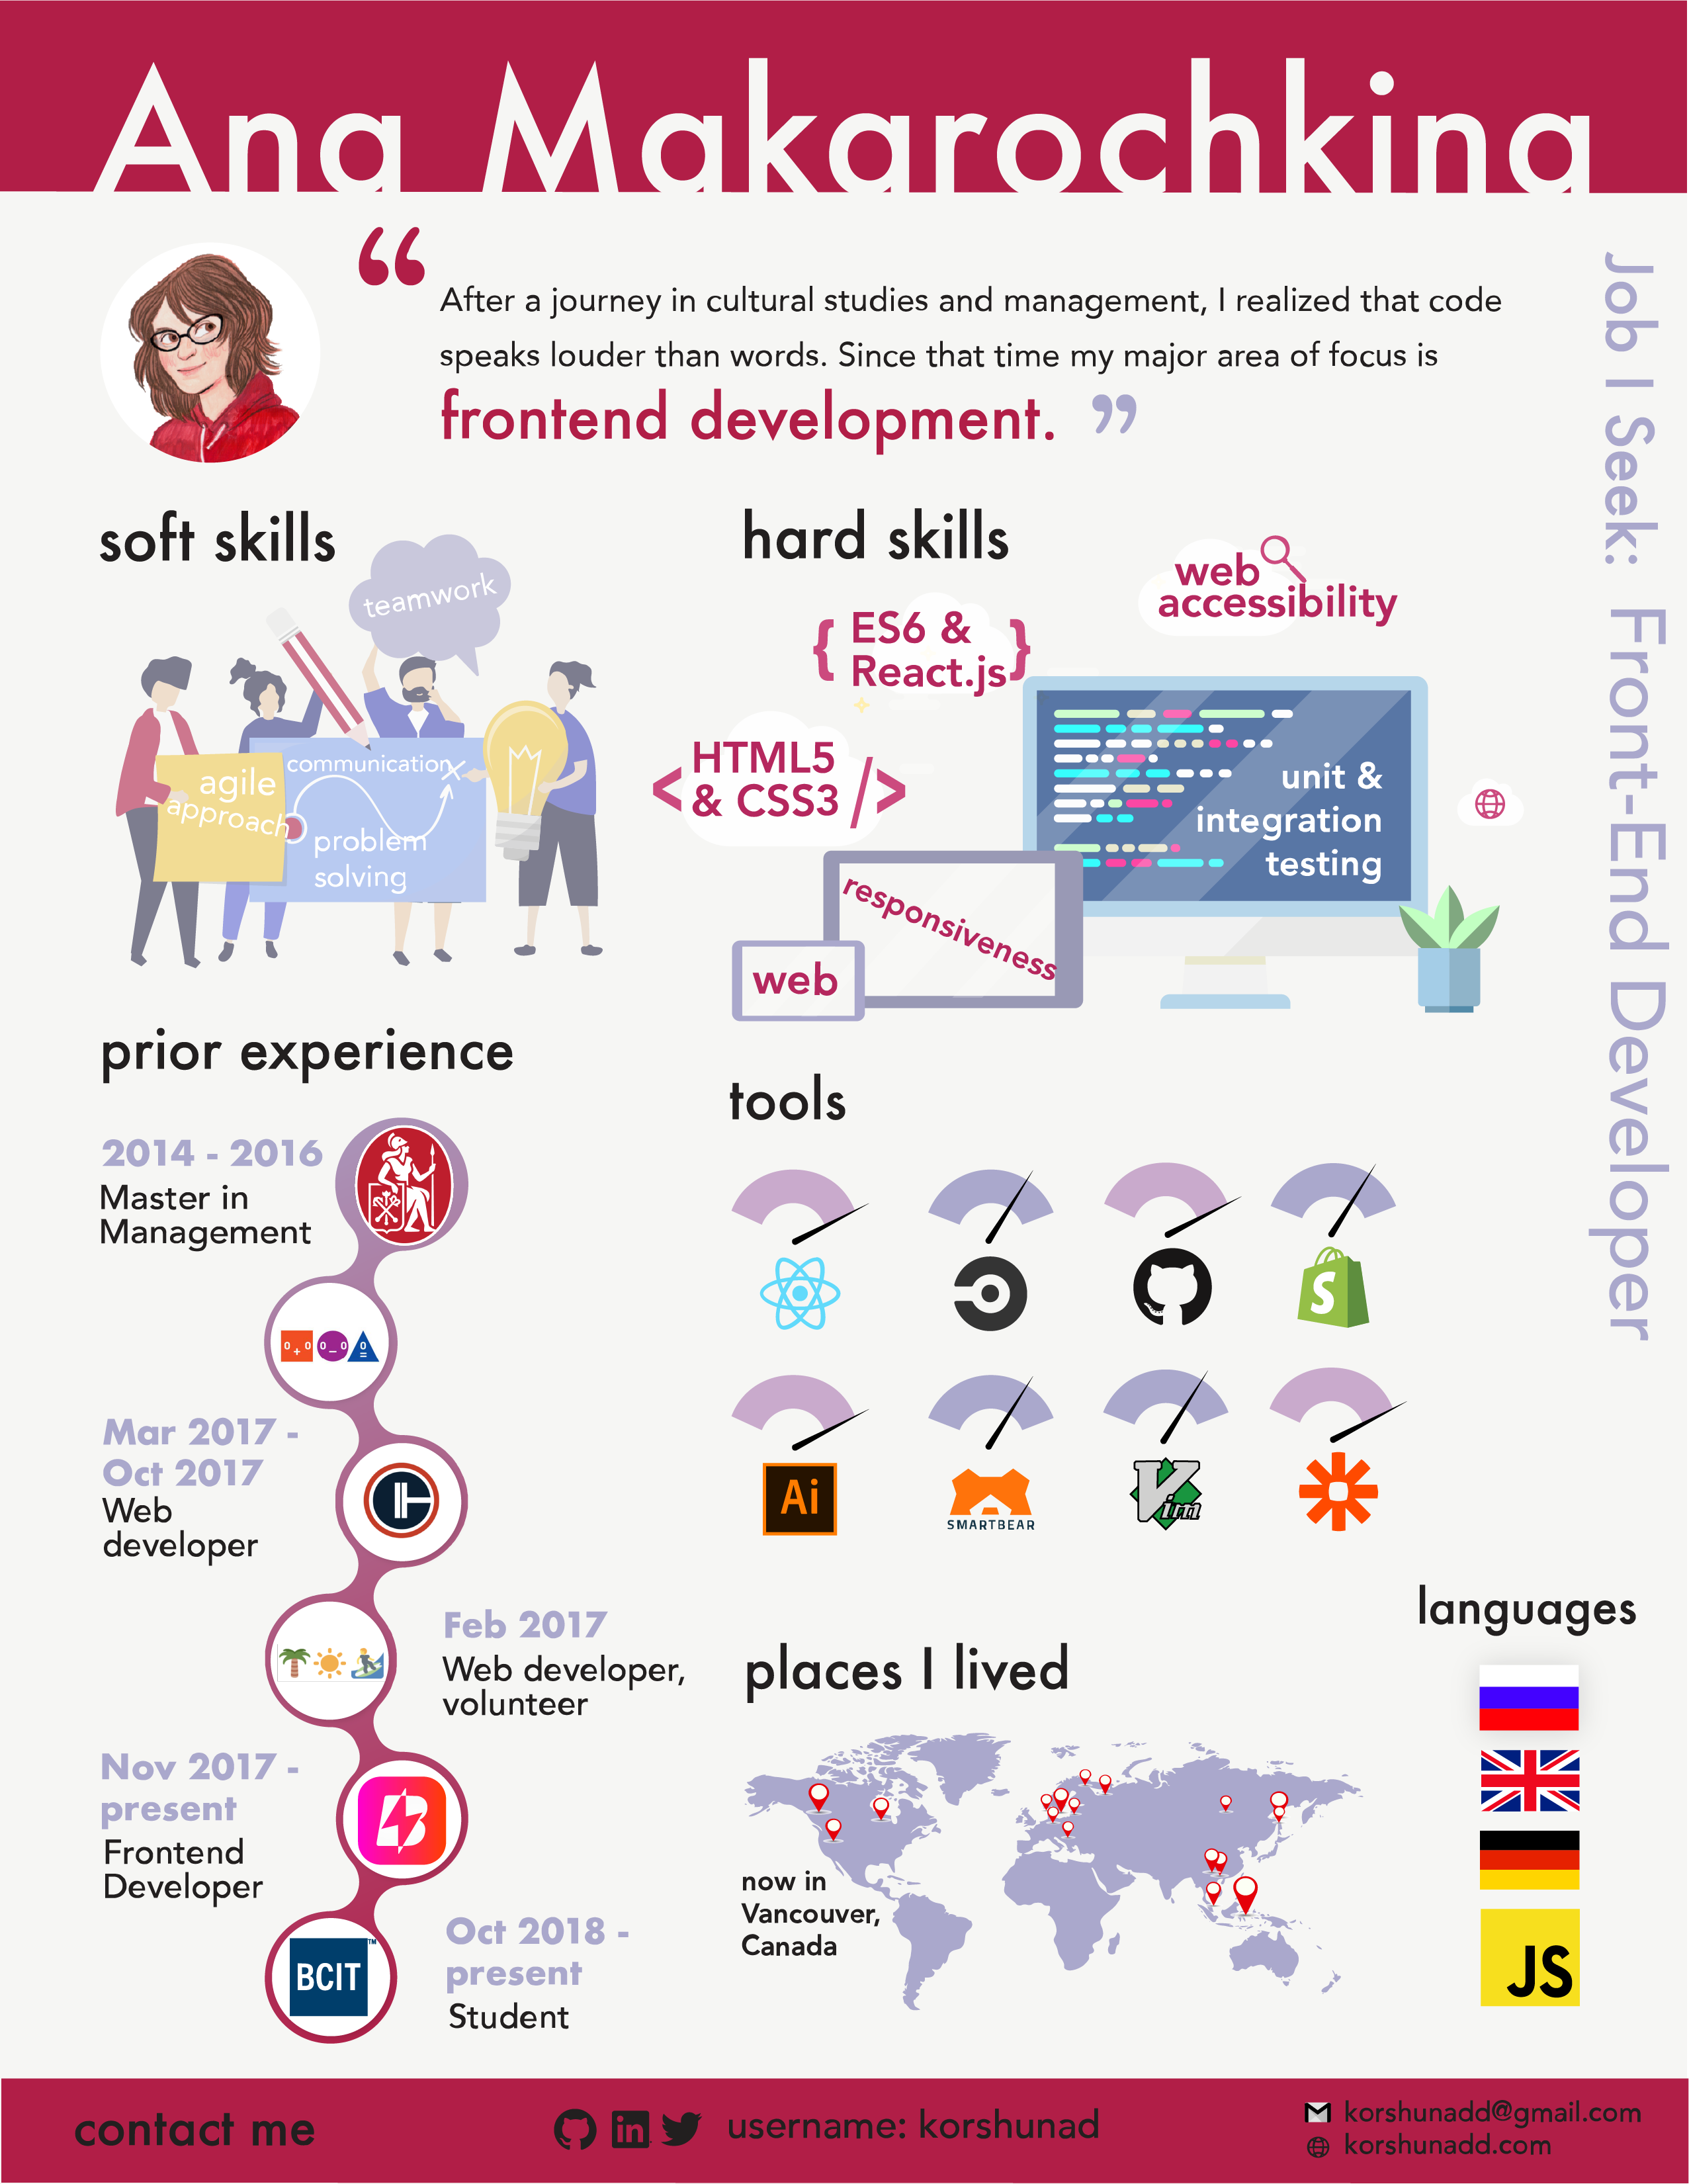 Ana Makarochkina
“
After a journey in cultural studies and management, I realized that code
speaks louder than words. Since that time my major area of focus is
frontend development. ”
Job I Seek: Front-End Developer
soft skills
teamwork
agile
approach
communication
problem
solving
hard skills
web
accessibility
{ ES6 &
React.js }
< HTML5
& CSS3 />
unit &
integration
testing
responsiveness
web
prior experience
2014 - 2016
Master in
Management
Mar 2017 -
Oct 2017
Web
developer
Feb 2017
Web developer,
volunteer
Nov 2017 -
present
Frontend
Developer
B
BCIT™
Oct 2018 -
present
Student
tools
S
Ai
SMARTBEAR
Vim
places I lived
now in
Vancouver,
Canada
languages
JS
contact me
in
username: korshunad
korshunadd@gmail.com
korshunadd.com